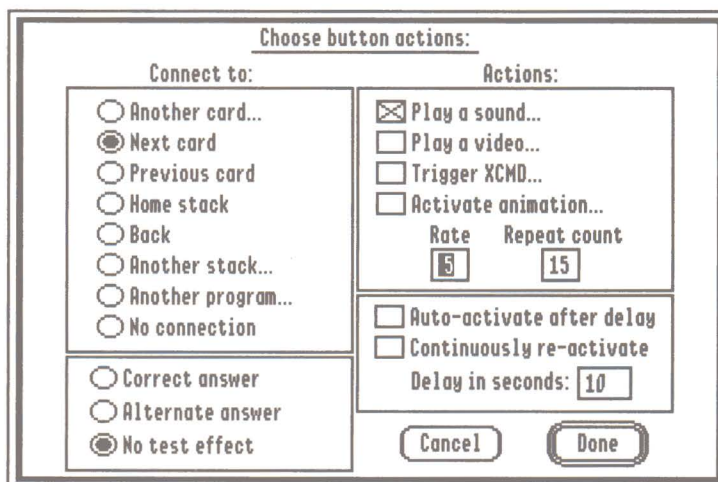 Choose button actions:
Connect to:
Another card...
Next card
Previous card
Home stack
Back
Another stack...
Another program...
No connection
Correct answer
Alternate answer
No test effect
Actions:
Play a sound...
Play a video...
Trigger XCMD...
Activate animation...
Rate Repeat count
5 15
Auto-activate after delay
Continuously re-activate
Delay in seconds: 10
Cancel Done